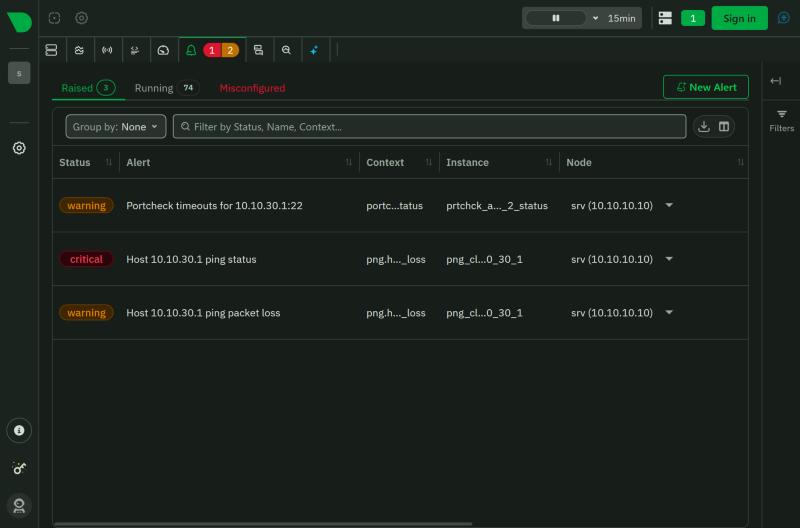 15min
1
Sign in
1 2
s
Raised 3 Running 74 Misconfigured
New Alert
Group by: None
Filter by Status, Name, Context...
Filters
Status Alert Context Instance Node
warning Portcheck timeouts for 10.10.30.1:22 portc...tatus prtchck_a..._2_status srv (10.10.10.10)
critical Host 10.10.30.1 ping status png.h..._loss png_cl...0_30_1 srv (10.10.10.10)
warning Host 10.10.30.1 ping packet loss png.h..._loss png_cl...0_30_1 srv (10.10.10.10)